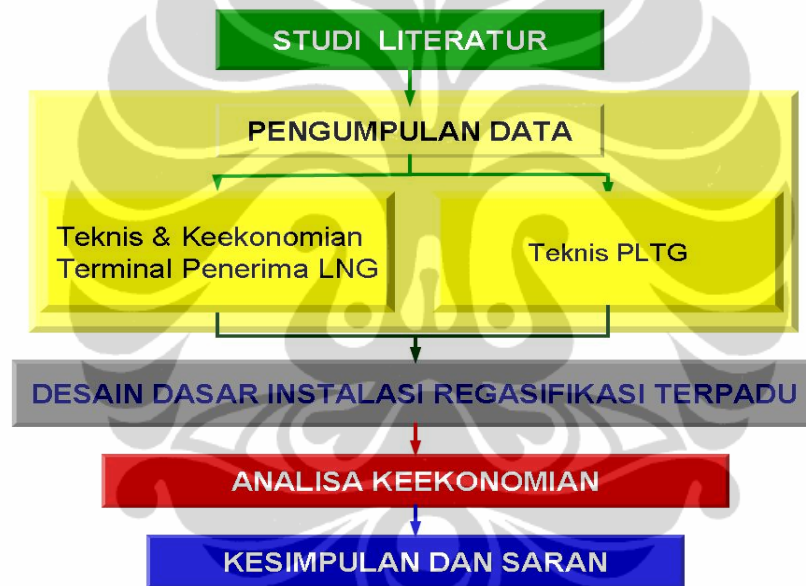 STUDI LITERATUR
PENGUMPULAN DATA
Teknis & Keekonomian
Terminal Penerima LNG
Teknis PLTG
DESAIN DASAR INSTALASI REGASIFIKASI TERPADU
ANALISA KEEKONOMIAN
KESIMPULAN DAN SARAN